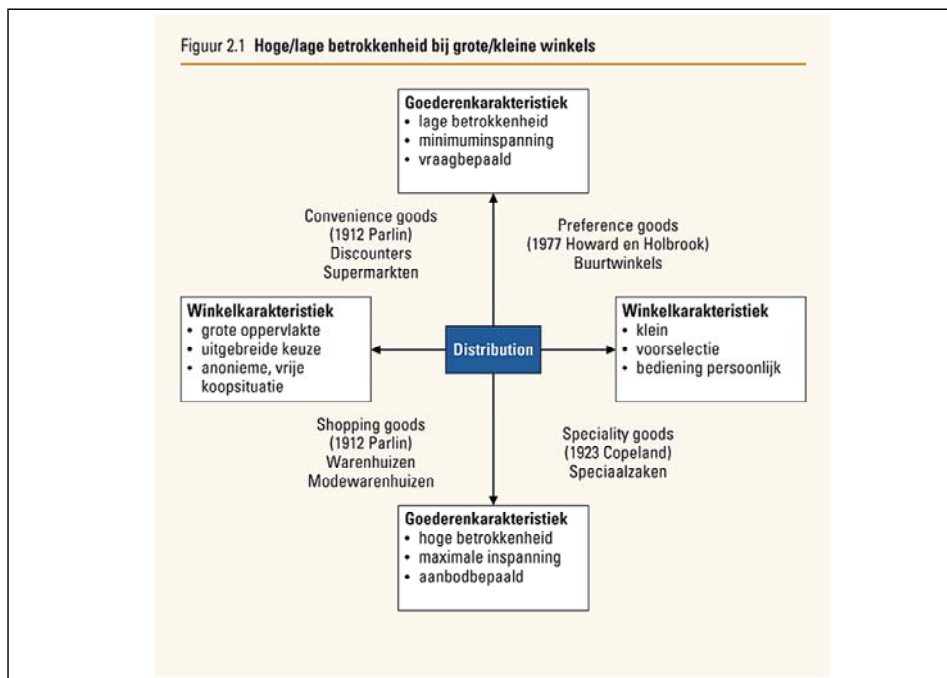 Figuur 2.1 Hoge/lage betrokkenheid bij grote/kleine winkels
Goederenkarakteristiek
• lage betrokkenheid
• minimuminspanning
• vraagbepaald
Convenience goods
(1912 Parlin)
Discounters
Supermarkten
Preference goods
(1977 Howard en Holbrook)
Buurtwinkels
Winkelkarakteristiek
• grote oppervlakte
• uitgebreide keuze
• anonieme, vrije
koopsituatie
Distribution
Winkelkarakteristiek
• klein
• voorselectie
• bediening persoonlijk
Shopping goods
(1912 Parlin)
Warenhuizen
Modewarenhuizen
Speciality goods
(1923 Copeland)
Speciaalzaken
Goederenkarakteristiek
• hoge betrokkenheid
• maximale inspanning
• aanbodbepaald